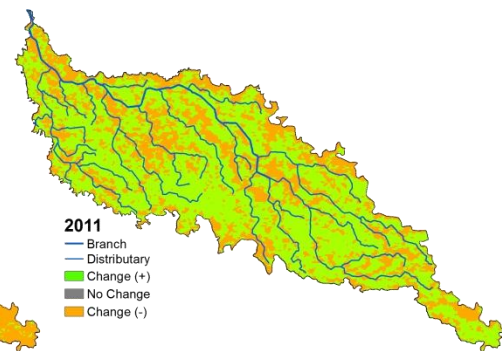 2011
Branch
Distributary
Change (+)
No Change
Change (-)